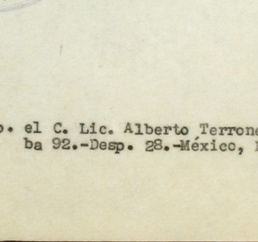 o. el C. Lic. Alberto Terrone
ba 92.-Desp. 28.-México,